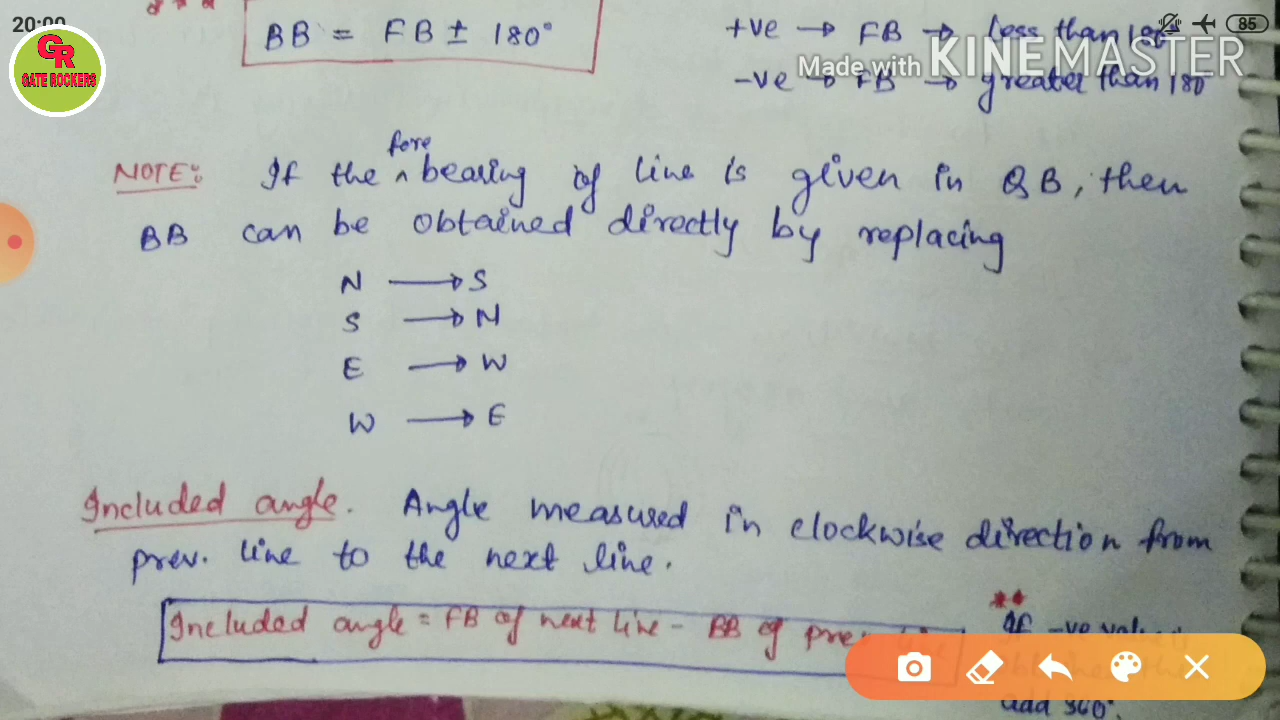 20:00
85
GR
GATE ROCKERS
Made with KINEMASTER
BB = FB ± 180°
+ve → FB → less than 180
-ve → FB → greater than 180
NOTE: If the fore bearing of line is given in QB, then
BB can be obtained directly by replacing
N → S
S → N
E → W
W → E
Included angle. Angle measured in clockwise direction from
prev. line to the next line.
Included angle = FB of next line - BB of prev
If -ve value
add 360°.